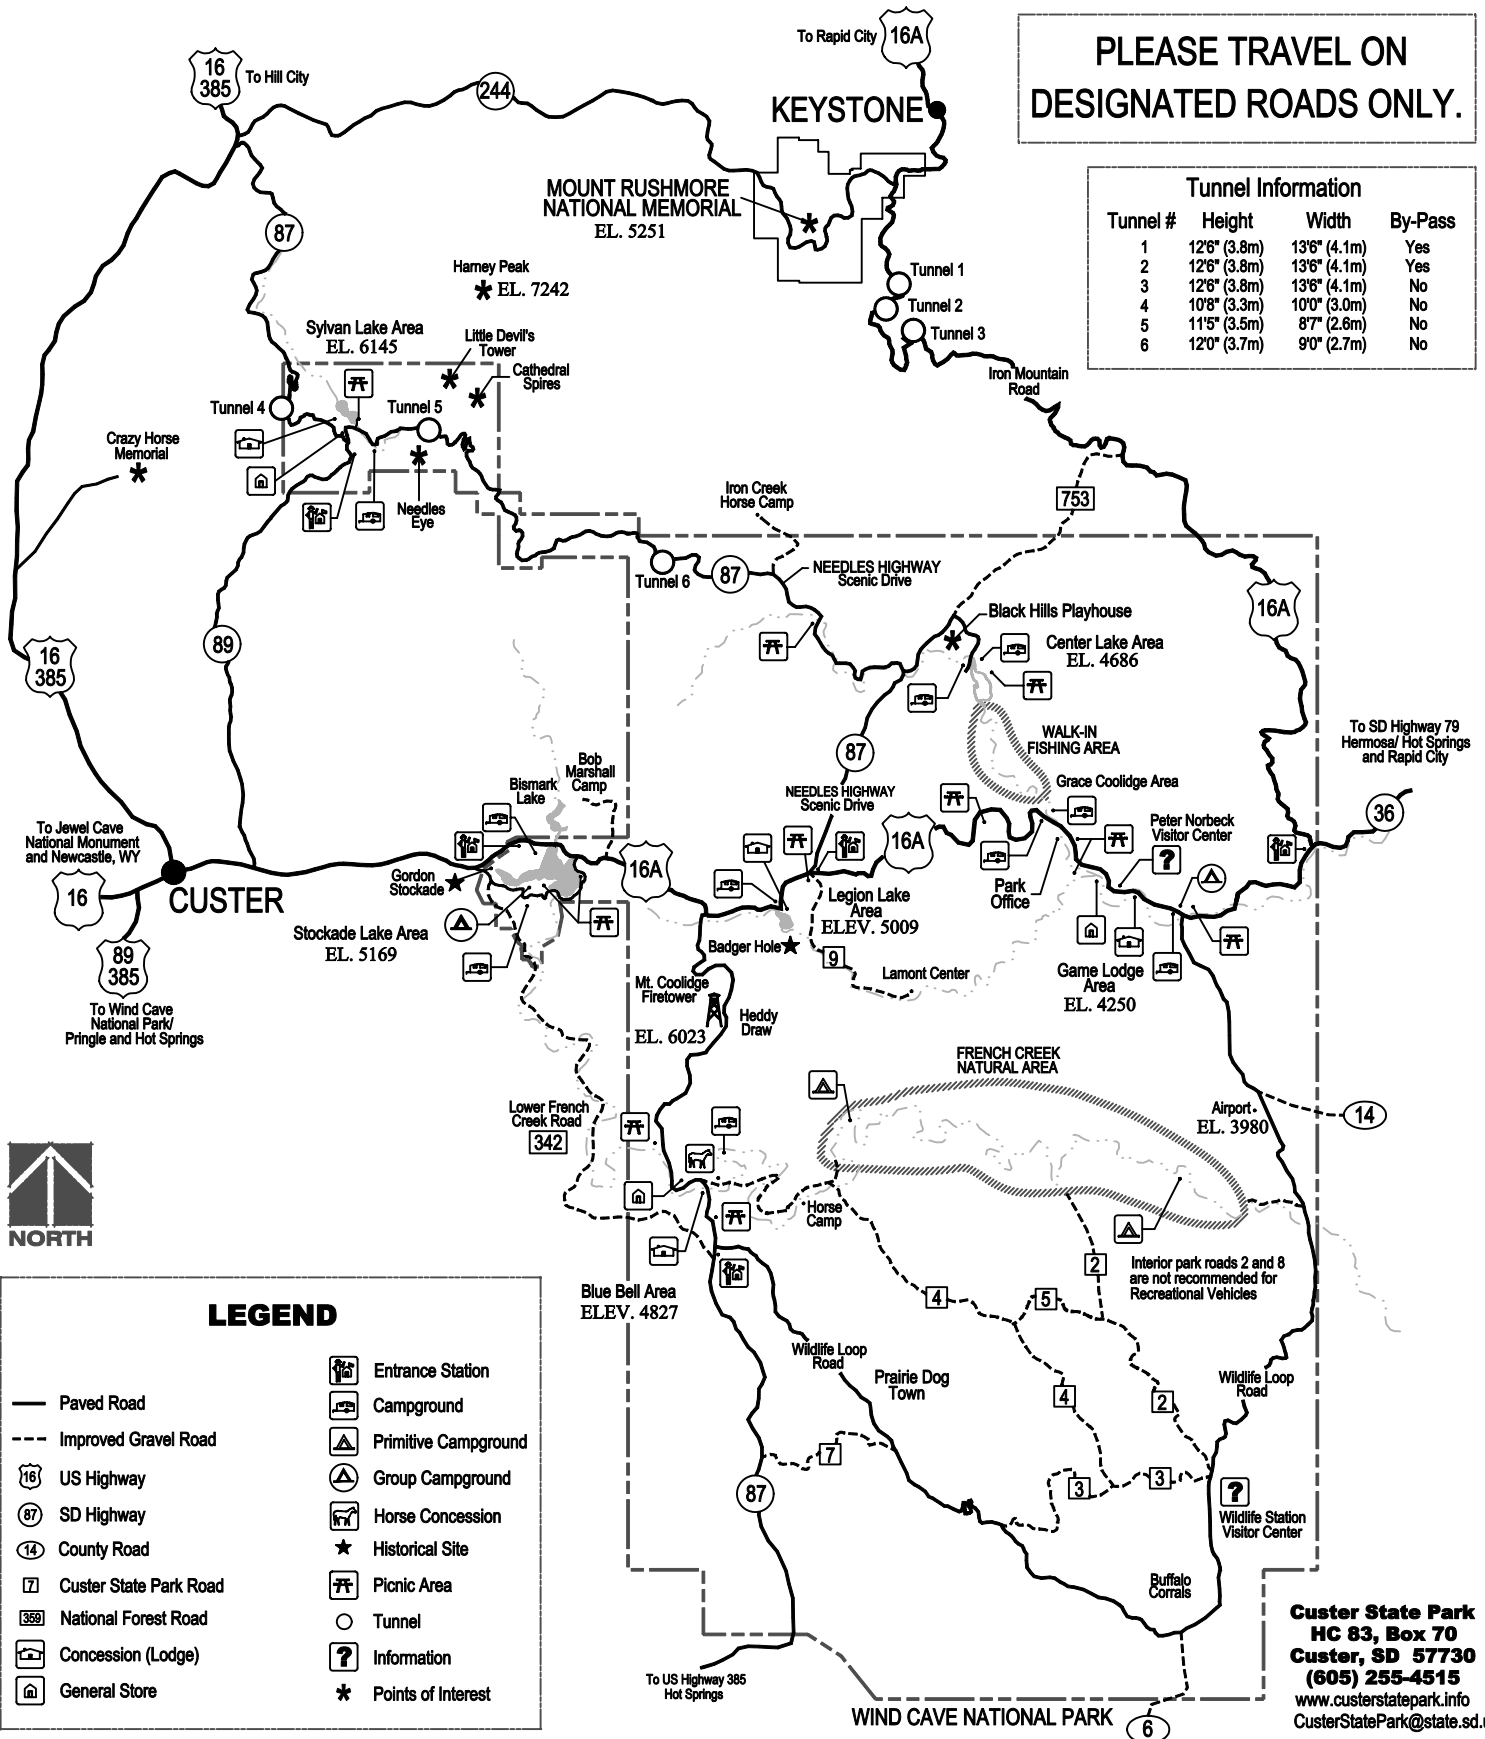 To Rapid City
16A
PLEASE TRAVEL ON
DESIGNATED ROADS ONLY.
16
385
To Hill City
244
KEYSTONE
Tunnel Information
Tunnel # Height Width By-Pass
1 12'6" (3.8m) 13'6" (4.1m) Yes
2 12'6" (3.8m) 13'6" (4.1m) Yes
3 12'6" (3.8m) 13'6" (4.1m) No
4 10'8" (3.3m) 10'0" (3.0m) No
5 11'5" (3.5m) 8'7" (2.6m) No
6 12'0" (3.7m) 9'0" (2.7m) No
MOUNT RUSHMORE
NATIONAL MEMORIAL
EL. 5251
87
Harney Peak
EL. 7242
Tunnel 1
Tunnel 2
Tunnel 3
Iron Mountain
Road
Sylvan Lake Area
EL. 6145
Little Devil's
Tower
Cathedral
Spires
Tunnel 4
Tunnel 5
Crazy Horse
Memorial
Needles
Eye
Iron Creek
Horse Camp
753
Tunnel 6
87
NEEDLES HIGHWAY
Scenic Drive
16A
Black Hills Playhouse
Center Lake Area
EL. 4686
89
16
385
WALK-IN
FISHING AREA
To SD Highway 79
Hermosa/ Hot Springs
and Rapid City
36
87
Bob
Marshall
Camp
Bismark
Lake
NEEDLES HIGHWAY
Scenic Drive
Grace Coolidge Area
Peter Norbeck
Visitor Center
?
To Jewel Cave
National Monument
and Newcastle, WY
16
CUSTER
89
385
To Wind Cave
National Park/
Pringle and Hot Springs
Gordon
Stockade
Stockade Lake Area
EL. 5169
16A
16A
Legion Lake
Area
ELEV. 5009
Park
Office
Badger Hole
9
Lamont Center
Game Lodge
Area
EL. 4250
Mt. Coolidge
Firetower
EL. 6023
Heddy
Draw
FRENCH CREEK
NATURAL AREA
Airport
EL. 3980
14
Lower French
Creek Road
342
NORTH
Horse
Camp
Blue Bell Area
ELEV. 4827
Interior park roads 2 and 8
are not recommended for
Recreational Vehicles
2
4
5
Wildlife Loop
Road
Prairie Dog
Town
4
2
Wildlife Loop
Road
7
3
3
87
?
Wildlife Station
Visitor Center
Buffalo
Corrals
To US Highway 385
Hot Springs
WIND CAVE NATIONAL PARK
6
LEGEND
Paved Road
Improved Gravel Road
16 US Highway
87 SD Highway
14 County Road
7 Custer State Park Road
359 National Forest Road
Concession (Lodge)
General Store
Entrance Station
Campground
Primitive Campground
Group Campground
Horse Concession
Historical Site
Picnic Area
Tunnel
? Information
Points of Interest
Custer State Park
HC 83, Box 70
Custer, SD 57730
(605) 255-4515
www.custerstatepark.info
CusterStatePark@state.sd.u